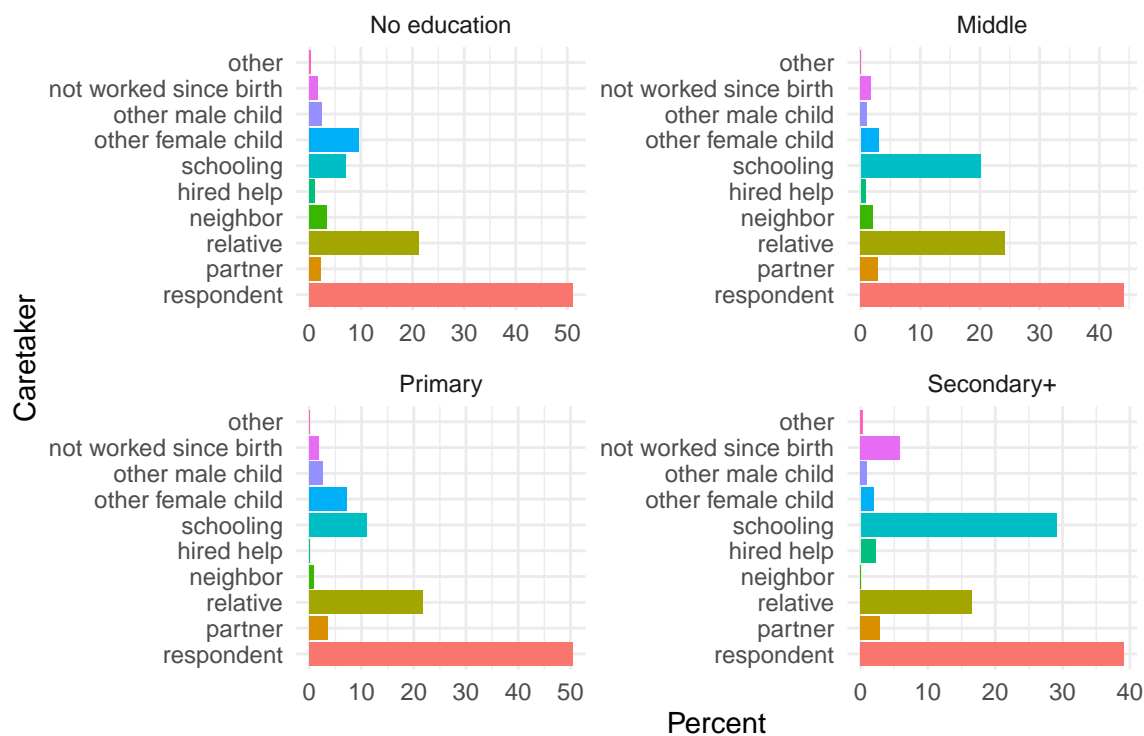 No education
other
not worked since birth
other male child
other female child
schooling
hired help
neighbor
relative
partner
respondent
0 10 20 30 40 50
Middle
other
not worked since birth
other male child
other female child
schooling
hired help
neighbor
relative
partner
respondent
0 10 20 30 40
Caretaker
Primary
other
not worked since birth
other male child
other female child
schooling
hired help
neighbor
relative
partner
respondent
0 10 20 30 40 50
Secondary+
other
not worked since birth
other male child
other female child
schooling
hired help
neighbor
relative
partner
respondent
0 10 20 30 40
Percent